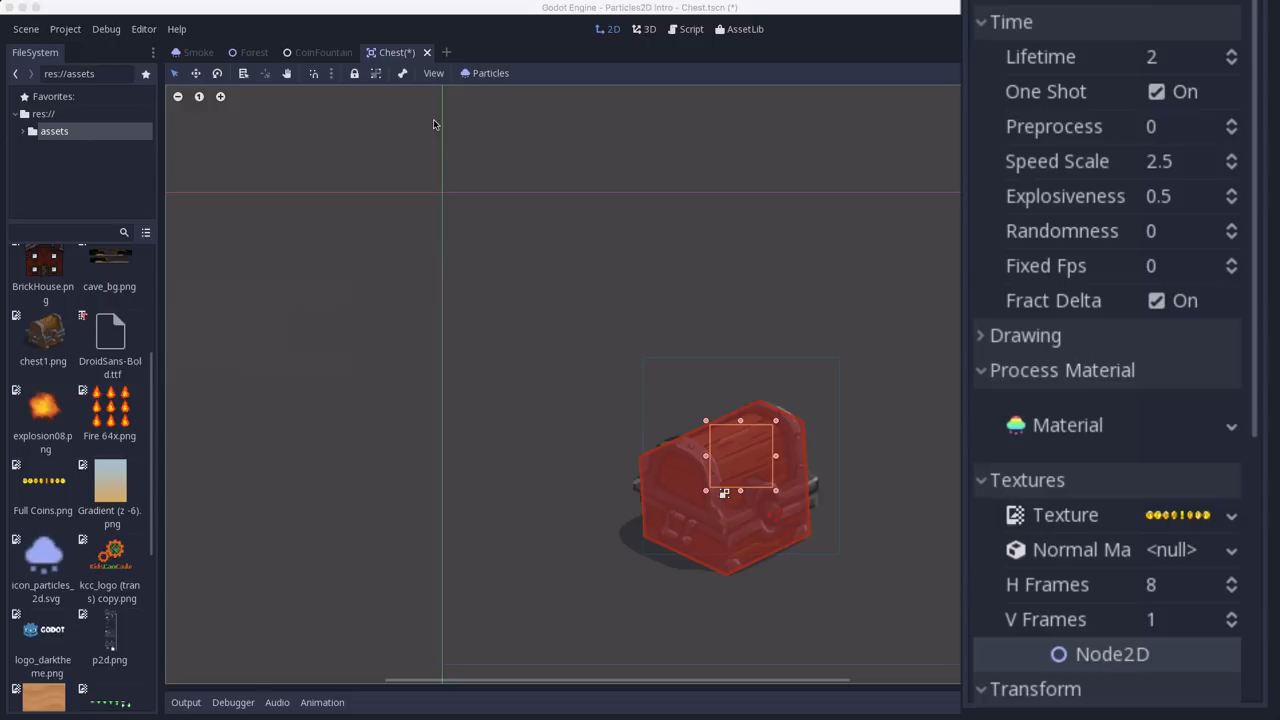 Godot Engine - Particles2D Intro - Chest.tscn (*)
Scene Project Debug Editor Help
2D 3D Script AssetLib
FileSystem
Smoke Forest CoinFountain Chest(*)
res://assets
View Particles
Favorites:
res://
assets
1
BrickHouse.pn
g
cave_bg.png
chest1.png
DroidSans-Bol
d.ttf
explosion08.p
ng
Fire 64x.png
Full Coins.png
Gradient (z -6).
png
icon_particles_
2d.svg
KidsCanCode
kcc_logo (tran
s) copy.png
GODOT
logo_darkthe
me.png
p2d.png
Output Debugger Audio Animation
Time
Lifetime 2
One Shot On
Preprocess 0
Speed Scale 2.5
Explosiveness 0.5
Randomness 0
Fixed Fps 0
Fract Delta On
Drawing
Process Material
Material
Textures
Texture
Normal Ma <null>
H Frames 8
V Frames 1
Node2D
Transform